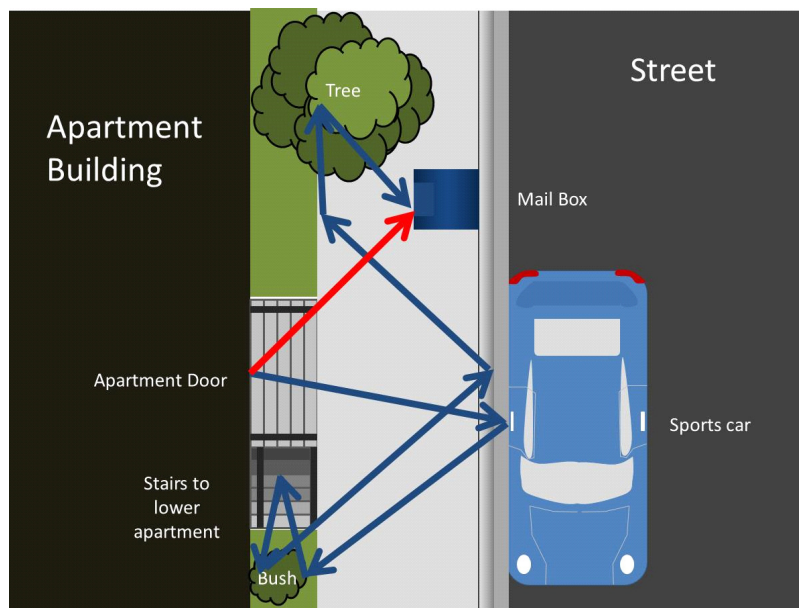 Tree
Street
Apartment
Building
Mail Box
Apartment Door
Sports car
Stairs to
lower
apartment
Bush